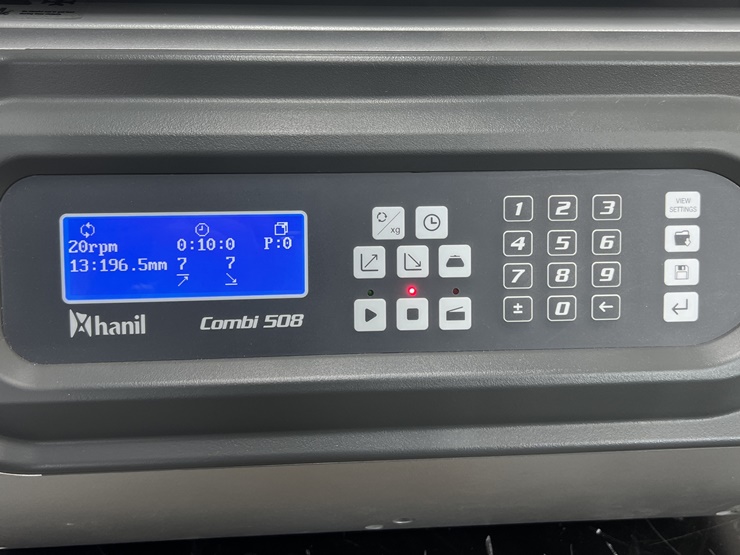 20rpm 0:10:0 P:0
13:196.5mm 7 7
hanil Combi 508
xg
1 2 3
4 5 6
7 8 9
± 0 ←
VIEW
SETTINGS